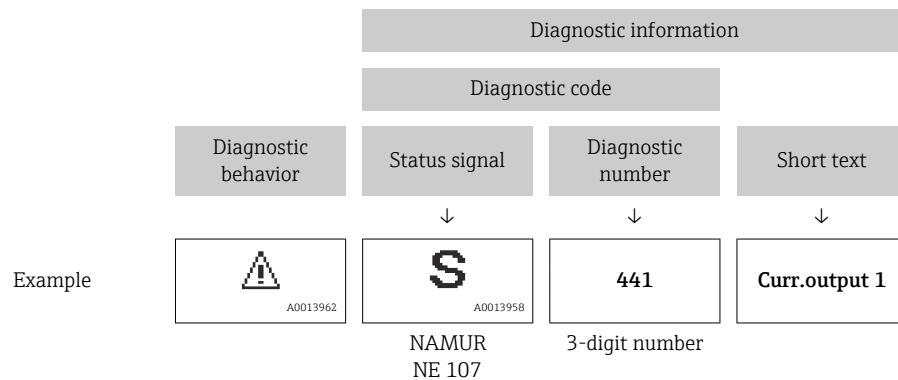 Diagnostic information
Diagnostic code
Diagnostic
behavior
Status signal
Diagnostic
number
Short text
↓
↓
↓
Example
A0013962
S
A0013958
441
Curr.output 1
NAMUR
NE 107
3-digit number